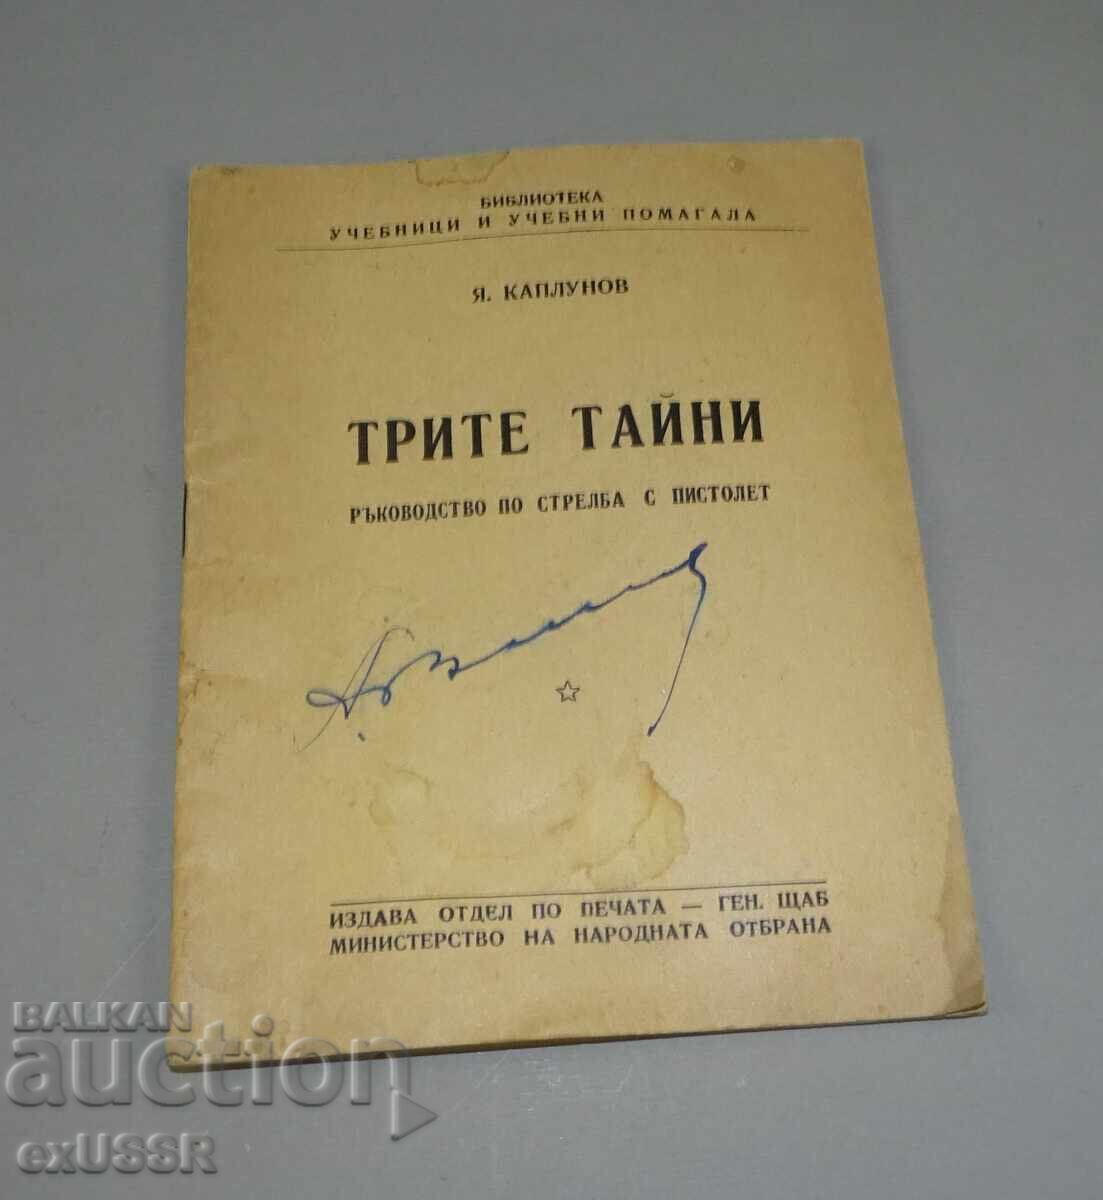 БИБЛИОТЕКА
УЧЕБНИЦИ И УЧЕБНИ ПОМАГАЛА
Я. КАПЛУНОВ
ТРИТЕ ТАЙНИ
РЪКОВОДСТВО ПО СТРЕЛБА С ПИСТОЛЕТ
ИЗДАВА ОТДЕЛ ПО ПЕЧАТА — ГЕН. ЩАБ
МИНИСТЕРСТВО НА НАРОДНАТА ОТБРАНА
BALKAN
auction
exUSSR